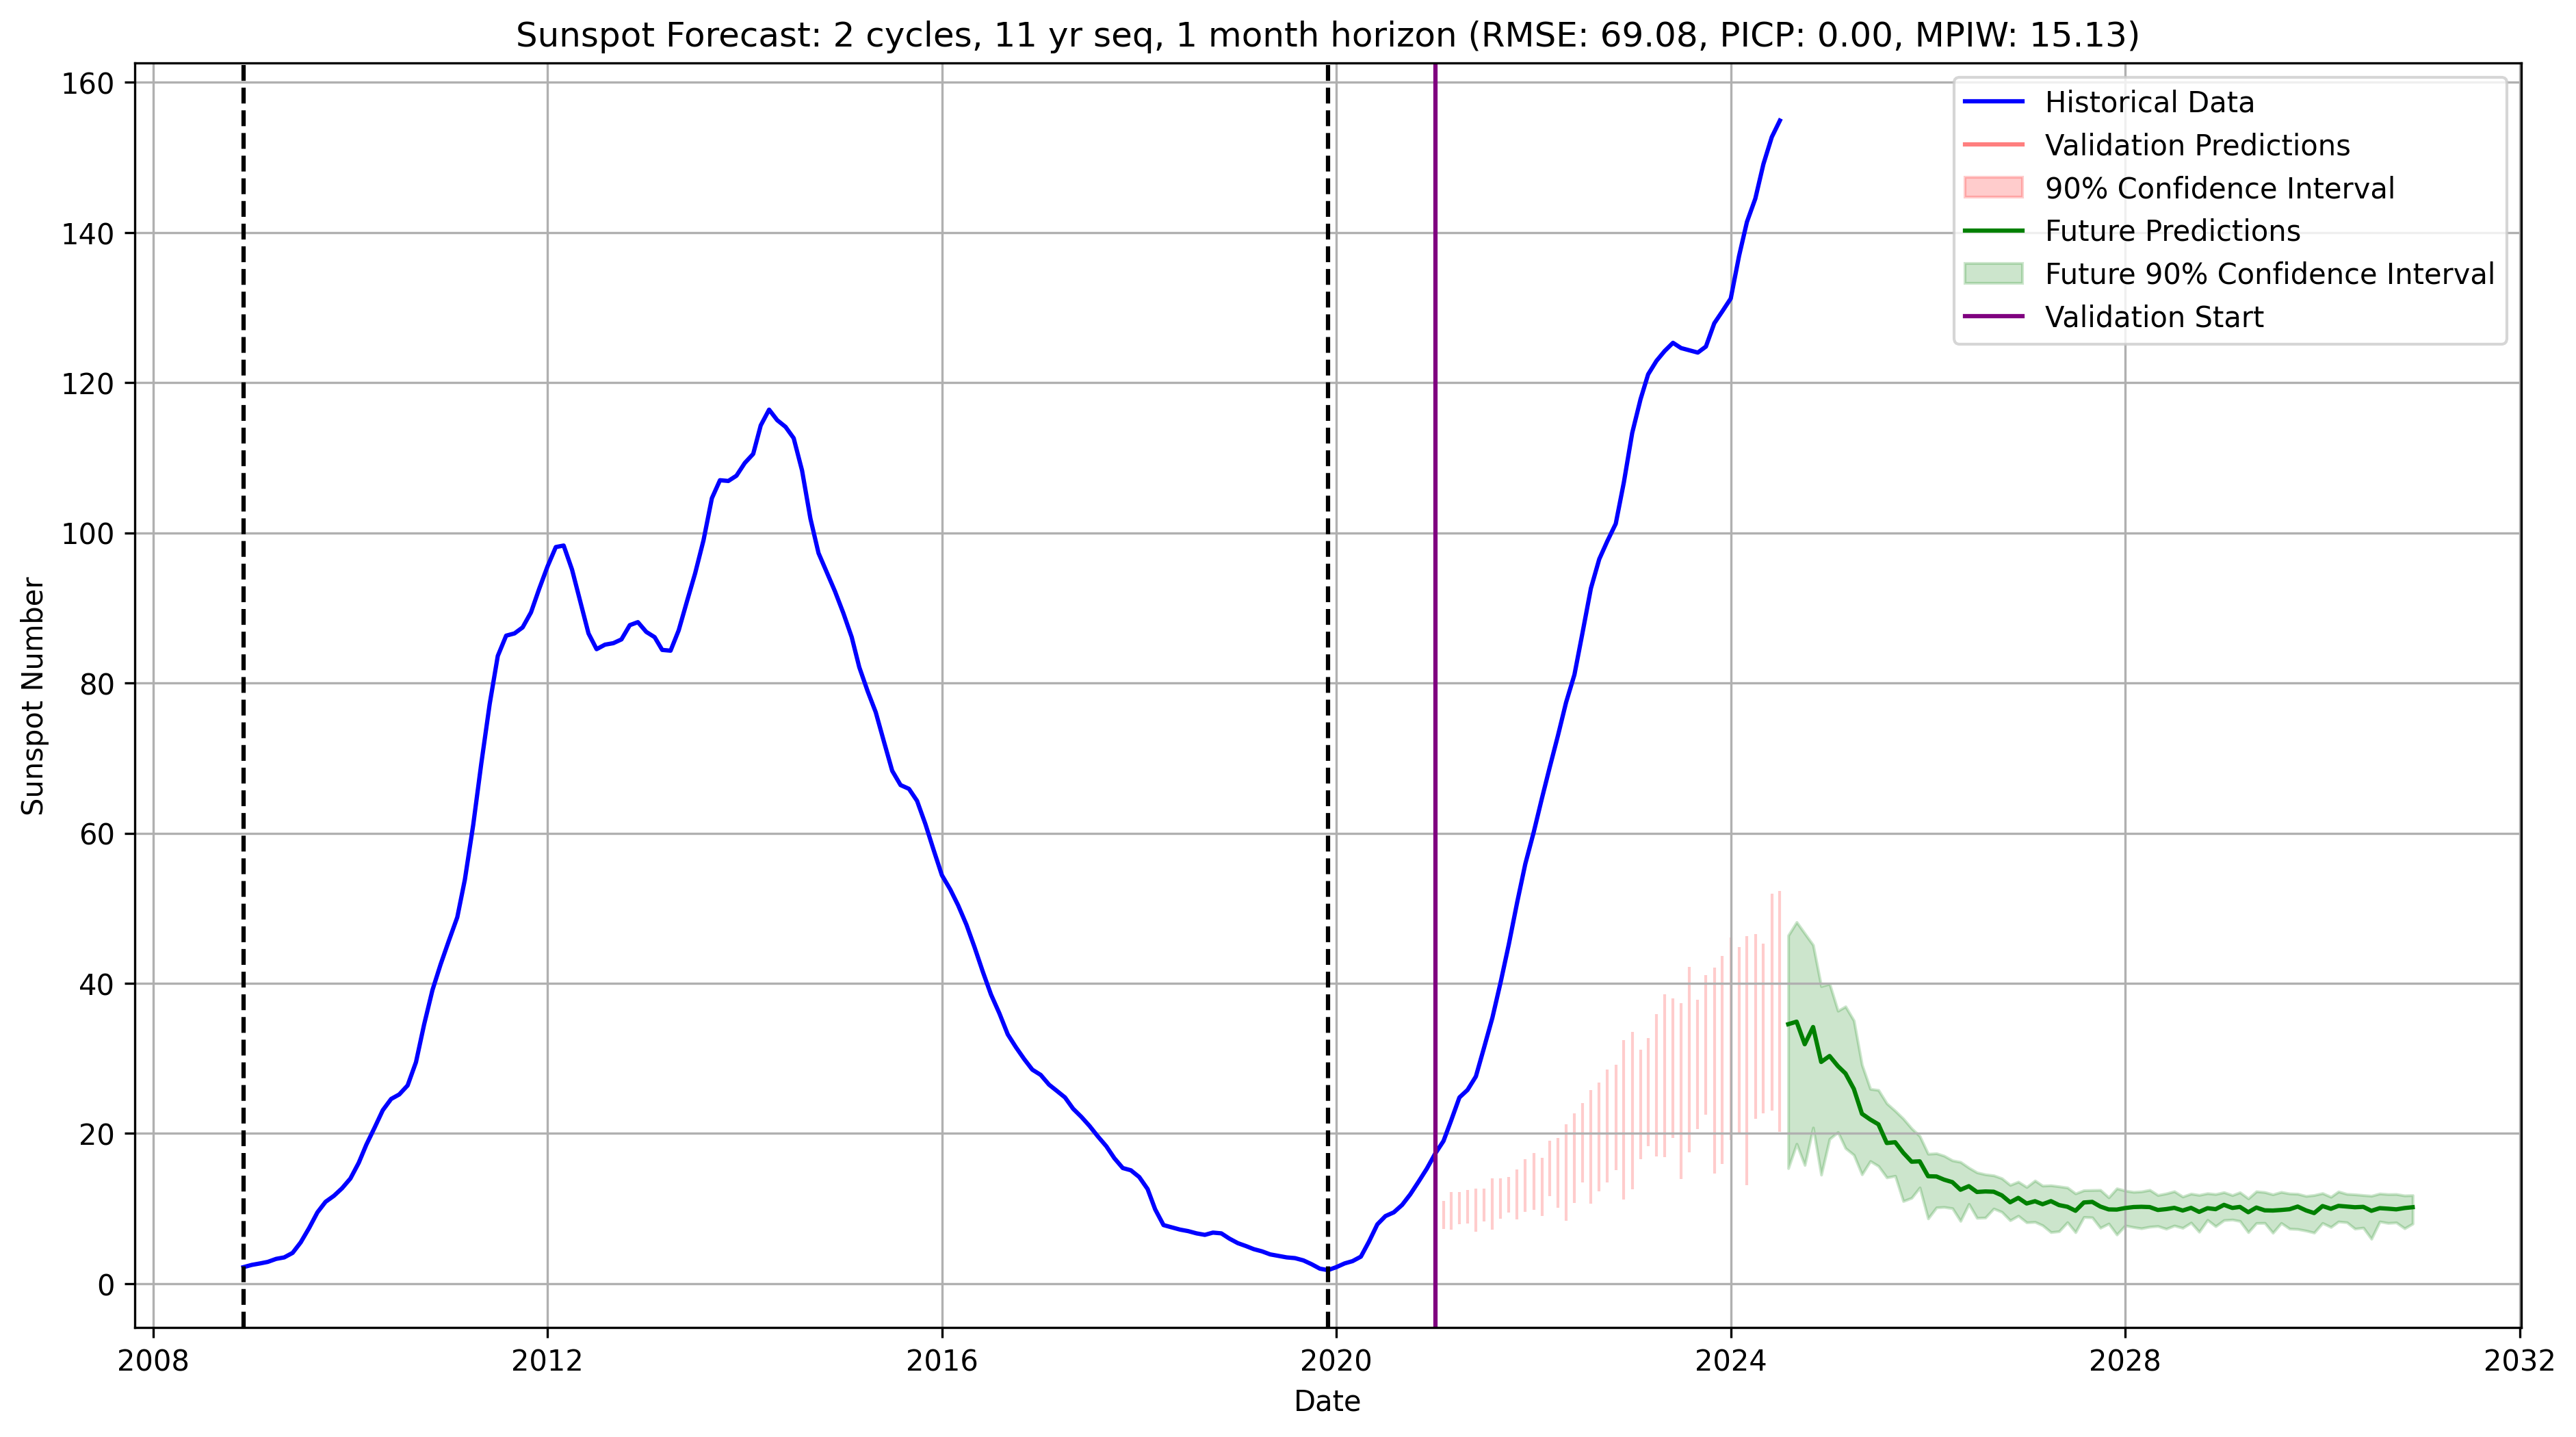 Sunspot Forecast: 2 cycles, 11 yr seq, 1 month horizon (RMSE: 69.08, PICP: 0.00, MPIW: 15.13)
Historical Data
Validation Predictions
90% Confidence Interval
Future Predictions
Future 90% Confidence Interval
Validation Start
160
140
120
100
80
60
40
20
0
Sunspot Number
2008 2012 2016 2020 2024 2028 2032
Date